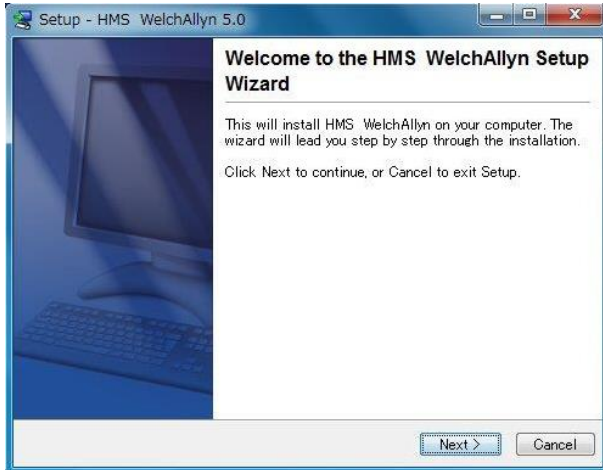 Setup - HMS  WelchAllyn 5.0
Welcome to the HMS  WelchAllyn Setup
Wizard
This will install HMS  WelchAllyn on your computer. The
wizard will lead you step by step through the installation.
Click Next to continue, or Cancel to exit Setup.
Next >
Cancel